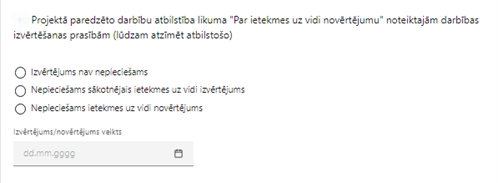 Projektā paredzēto darbību atbilstība likuma "Par ietekmes uz vidi novērtējumu" noteiktajām darbības
izvērtēšanas prasībām (lūdzam atzīmēt atbilstošo)
Izvērtējums nav nepieciešams
Nepieciešams sākotnējais ietekmes uz vidi izvērtējums
Nepieciešams ietekmes uz vidi novērtējums
Izvērtējums/novērtējums veikts
dd.mm.gggg